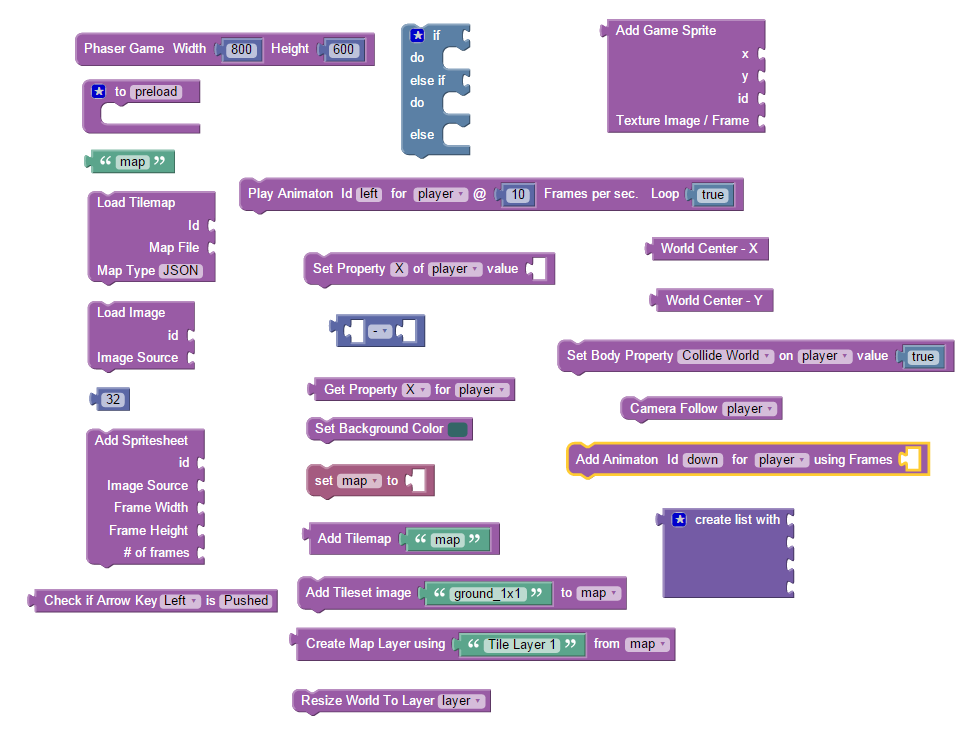 Phaser Game Width 800 Height 600
to preload
“ map ”
Load Tilemap
Id
Map File
Map Type JSON
Load Image
id
Image Source
32
Add Spritesheet
id
Image Source
Frame Width
Frame Height
# of frames
Check if Arrow Key Left is Pushed
if
do
else if
do
else
Add Game Sprite
x
y
id
Texture Image / Frame
Play Animaton Id left for player @ 10 Frames per sec. Loop true
Set Property X of player value
-
Get Property X for player
Set Background Color
set map to
Add Tilemap “ map ”
Add Tileset image “ ground_1x1 ” to map
Create Map Layer using “ Tile Layer 1 ” from map
Resize World To Layer layer
World Center - X
World Center - Y
Set Body Property Collide World on player value true
Camera Follow player
Add Animaton Id down for player using Frames
create list with